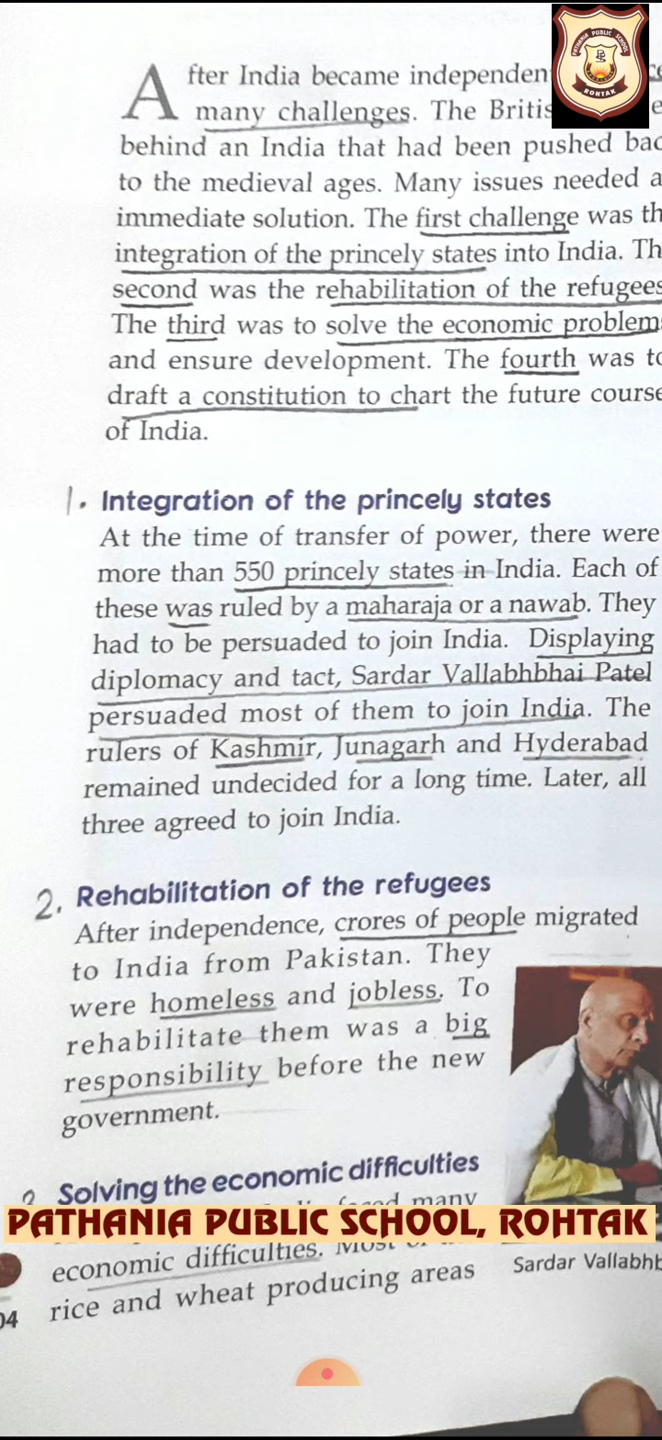 PATHANIA PUBLIC SCHOOL
ROHTAK
After India became independen
many challenges. The Britis
behind an India that had been pushed bac
to the medieval ages. Many issues needed a
immediate solution. The first challenge was th
integration of the princely states into India. Th
second was the rehabilitation of the refugees
The third was to solve the economic problem
and ensure development. The fourth was to
draft a constitution to chart the future course
of India.
1. Integration of the princely states
At the time of transfer of power, there were
more than 550 princely states in India. Each of
these was ruled by a maharaja or a nawab. They
had to be persuaded to join India. Displaying
diplomacy and tact, Sardar Vallabhbhai Patel
persuaded most of them to join India. The
rulers of Kashmir, Junagarh and Hyderabad
remained undecided for a long time. Later, all
three agreed to join India.
2. Rehabilitation of the refugees
After independence, crores of people migrated
to India from Pakistan. They
were homeless and jobless. To
rehabilitate them was a big
responsibility before the new
government.
Solving the economic difficulties
many
PATHANIA PUBLIC SCHOOL, ROHTAK
economic difficulties. Most
rice and wheat producing areas
Sardar Vallabhb
04